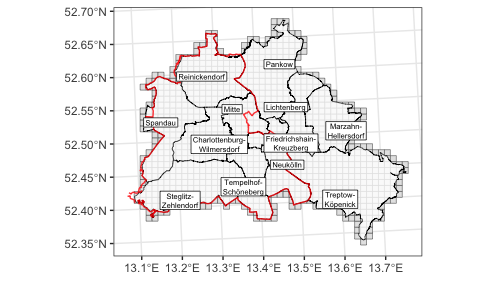 52.70°N
52.65°N
52.60°N
52.55°N
52.50°N
52.45°N
52.40°N
52.35°N
Pankow
Reinickendorf
Mitte
Lichtenberg
Spandau
Marzahn-
Hellersdorf
Charlottenburg-
Wilmersdorf
Friedrichshain-
Kreuzberg
Neukölln
Tempelhof-
Schöneberg
Steglitz-
Zehlendorf
Treptow-
Köpenick
13.1°E 13.2°E 13.3°E 13.4°E 13.5°E 13.6°E 13.7°E